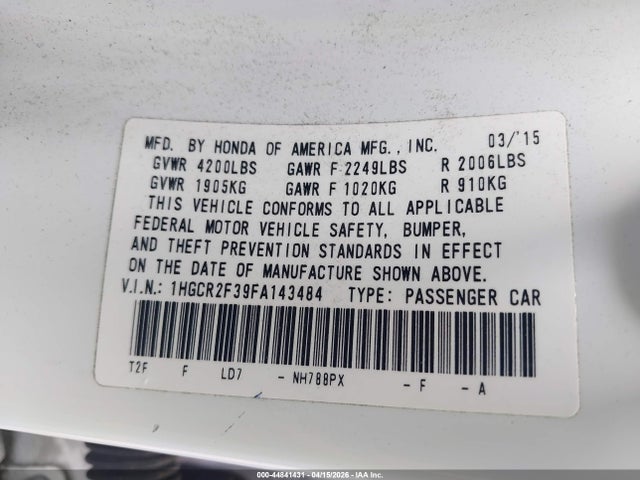 MFD. BY HONDA OF AMERICA MFG., INC. 03/'15
GVWR 4200LBS GAWR F 2249LBS R 2006LBS
GVWR 1905KG GAWR F 1020KG R 910KG
THIS VEHICLE CONFORMS TO ALL APPLICABLE
FEDERAL MOTOR VEHICLE SAFETY, BUMPER,
AND THEFT PREVENTION STANDARDS IN EFFECT
ON THE DATE OF MANUFACTURE SHOWN ABOVE.
V.I.N.: 1HGCR2F39FA143484 TYPE: PASSENGER CAR
T2F F LD7 - NH788PX - F - A
000-44841431 - 04/15/2026 - IAA Inc.